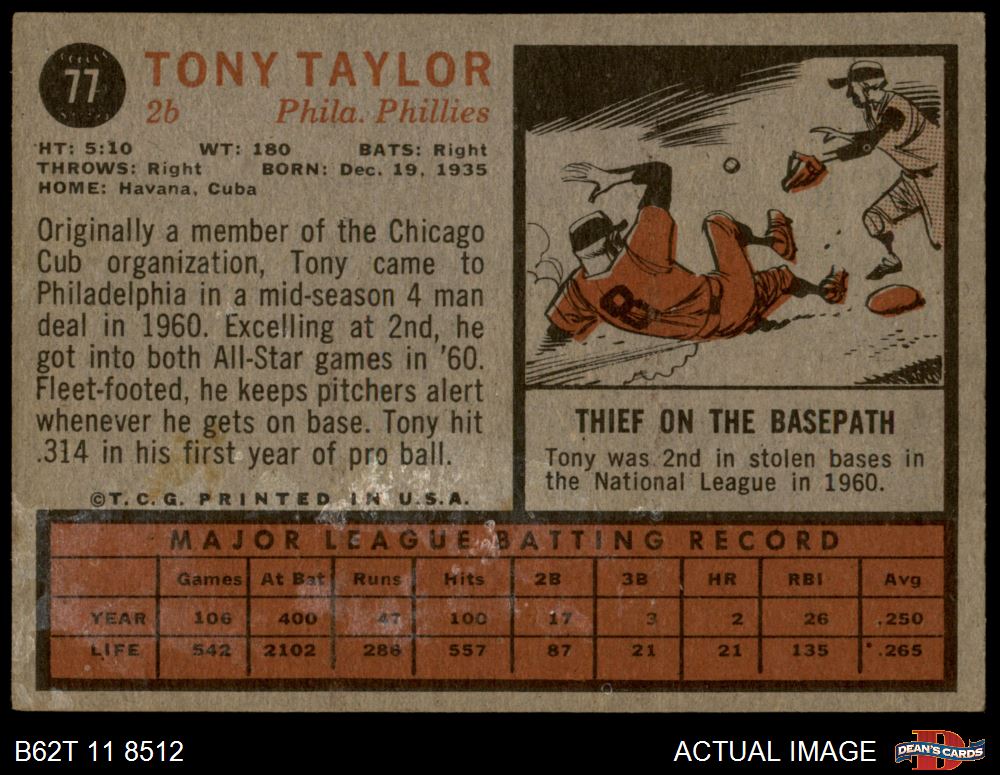 77
TONY TAYLOR
2b Phila. Phillies
HT: 5:10 WT: 180 BATS: Right
THROWS: Right BORN: Dec. 19, 1935
HOME: Havana, Cuba
Originally a member of the Chicago
Cub organization, Tony came to
Philadelphia in a mid-season 4 man
deal in 1960. Excelling at 2nd, he
got into both All-Star games in '60.
Fleet-footed, he keeps pitchers alert
whenever he gets on base. Tony hit
.314 in his first year of pro ball.
©T.C.G. PRINTED IN U.S.A.
8
THIEF ON THE BASEPATH
Tony was 2nd in stolen bases in
the National League in 1960.
MAJOR LEAGUE BATTING RECORD
Games At Bat Runs Hits 2B 3B HR RBI Avg
YEAR 106 400 47 100 17 3 2 26 .250
LIFE 542 2102 286 557 87 21 21 135 .265
B62T 11 8512
ACTUAL IMAGE
DEAN'S CARDS